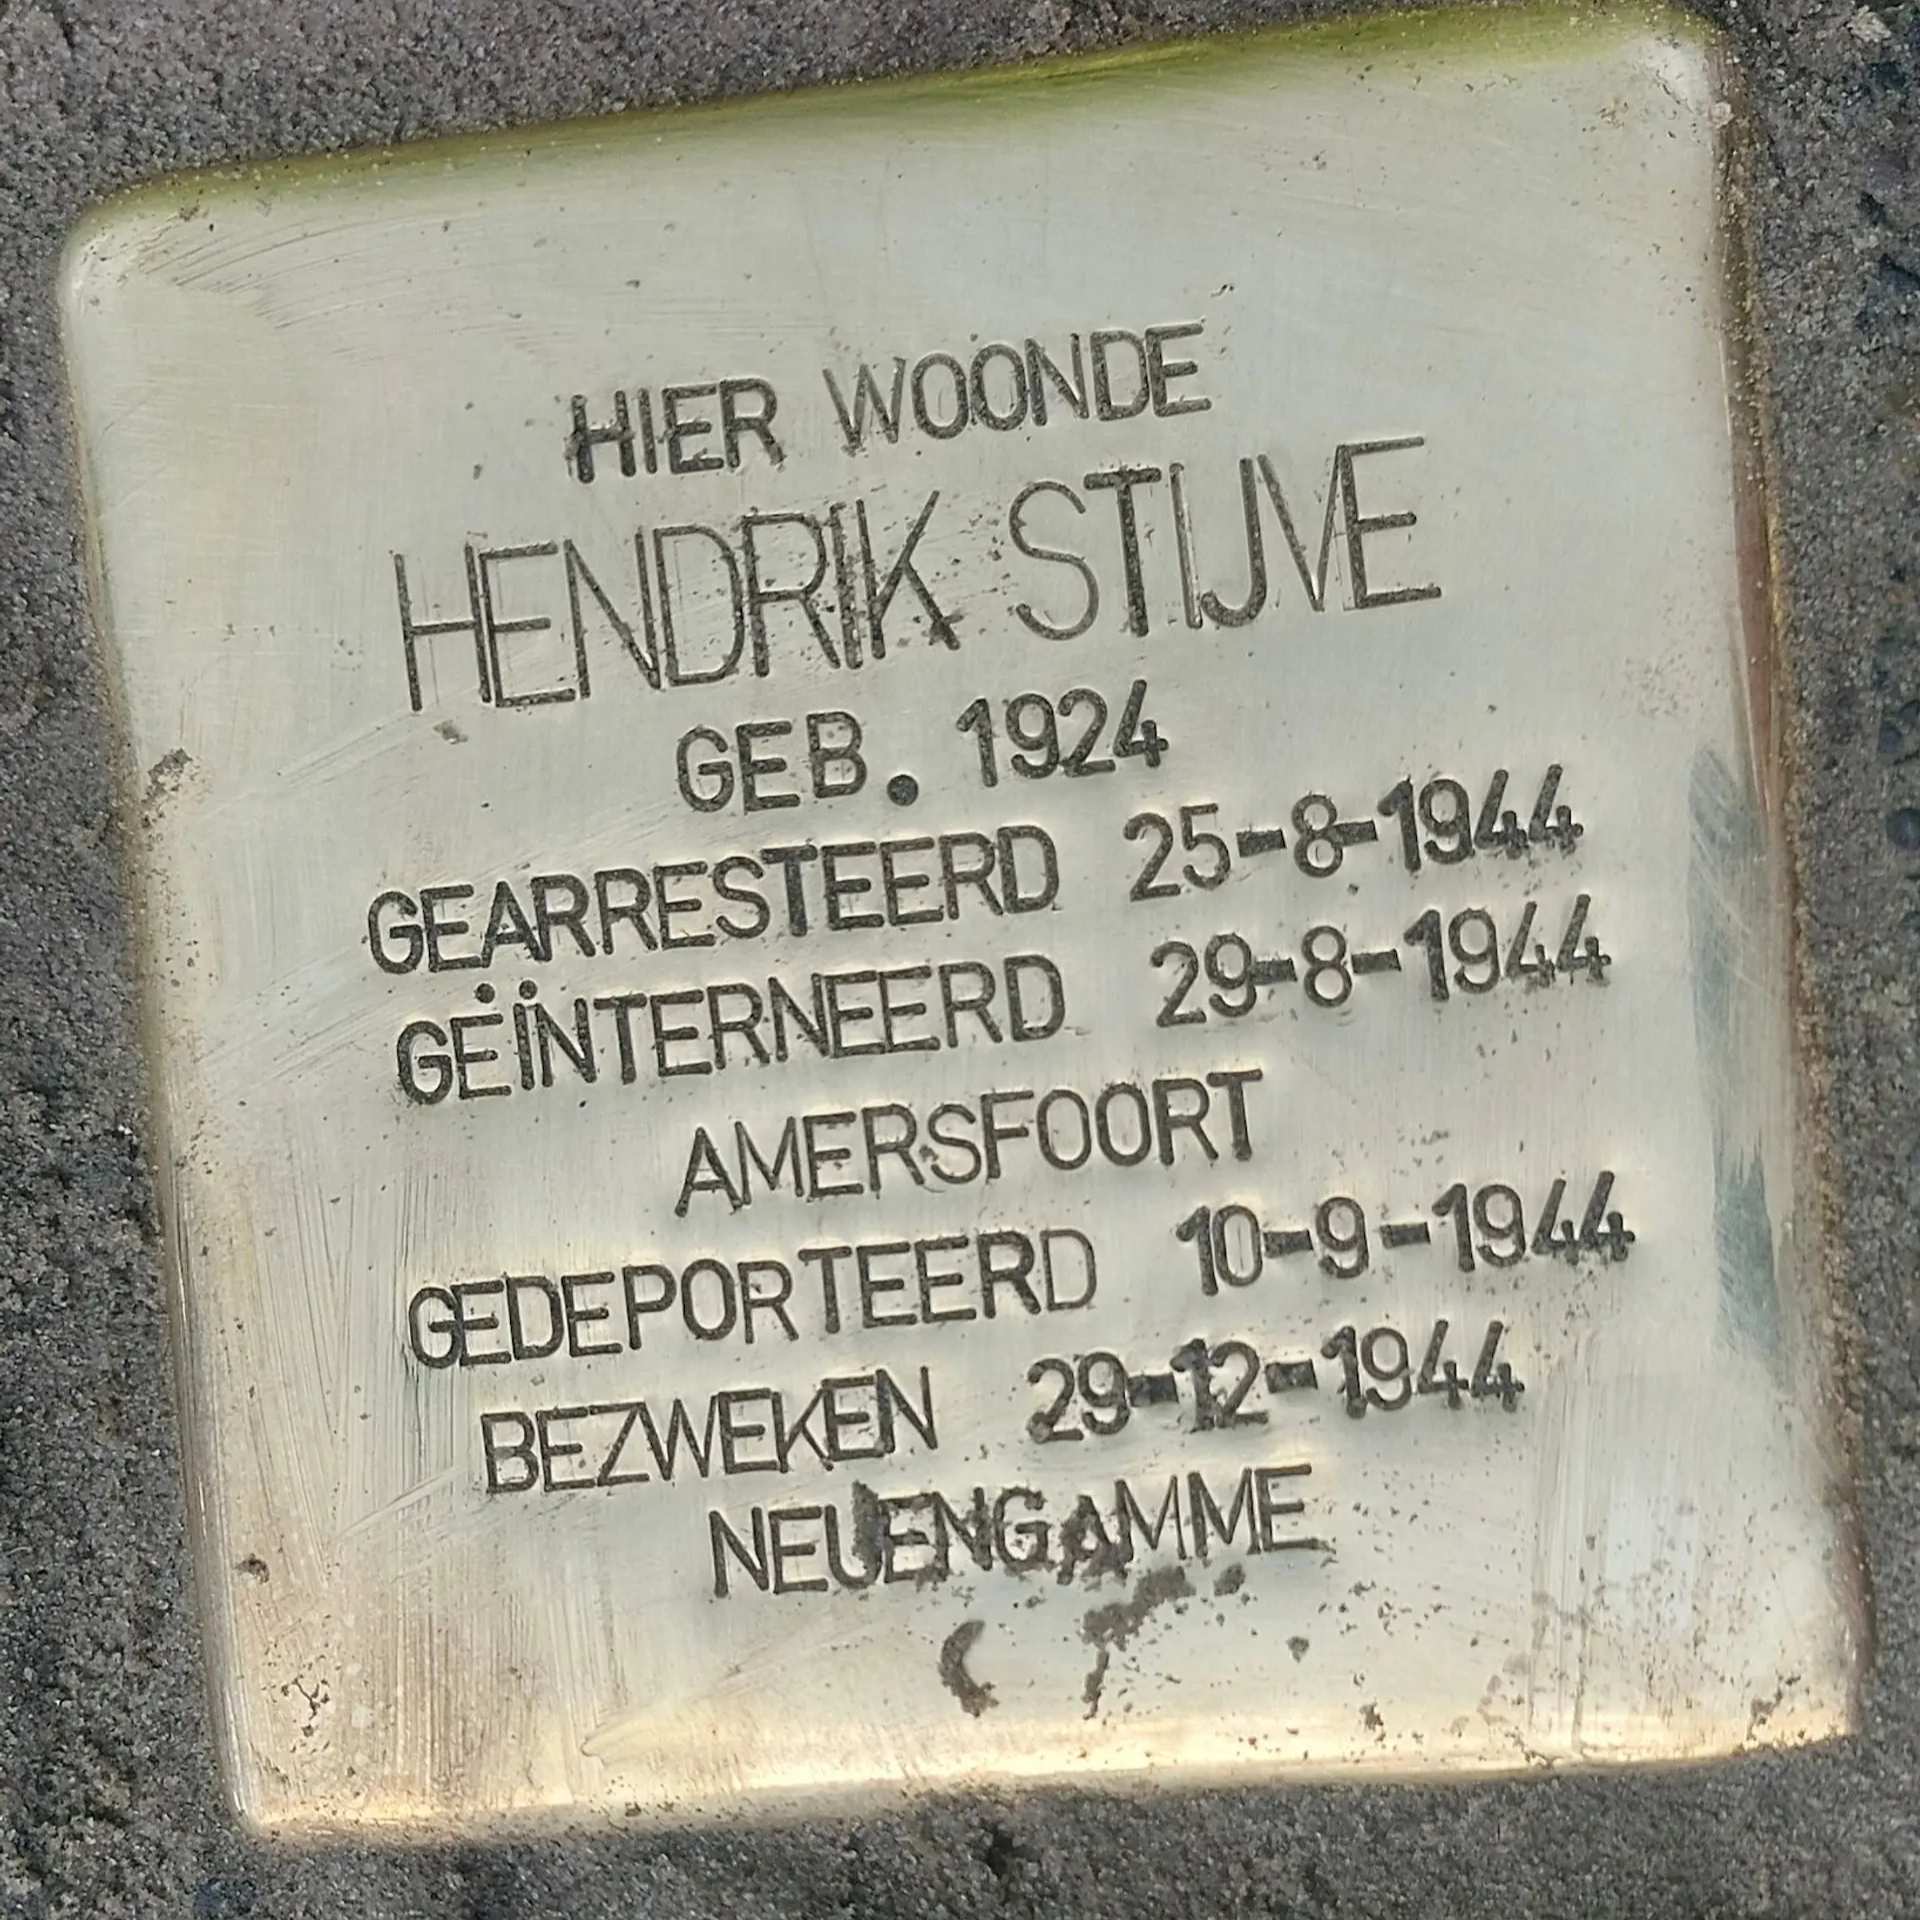 HIER WOONDE
HENDRIK STIJVE
GEB. 1924
GEARRESTEERD 25-8-1944
GEÏNTERNEERD 29-8-1944
AMERSFOORT
GEDEPORTEERD 10-9-1944
BEZWEKEN 29-12-1944
NEUENGAMME